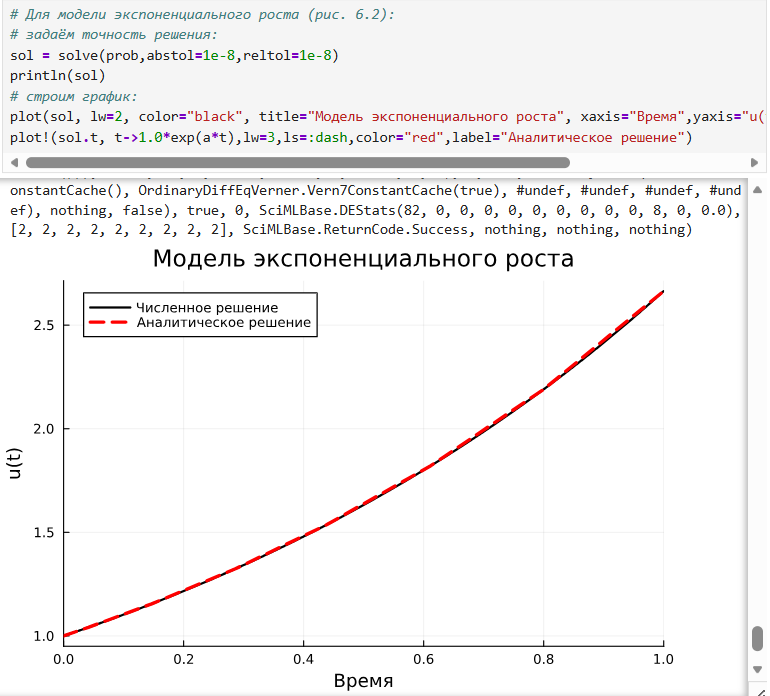 # Для модели экспоненциального роста (рис. 6.2):
# задаём точность решения:
sol = solve(prob,abstol=1e-8,reltol=1e-8)
println(sol)
# строим график:
plot(sol, lw=2, color="black", title="Модель экспоненциального роста", xaxis="Время",yaxis="u(
plot!(sol.t, t->1.0*exp(a*t),lw=3,ls=:dash,color="red",label="Аналитическое решение")
onstantCache(), OrdinaryDiffEqVerner.Vern7ConstantCache(true), #undef, #undef, #undef, #und
ef), nothing, false), true, 0, SciMLBase.DEStats(82, 0, 0, 0, 0, 0, 0, 0, 0, 8, 0, 0.0),
[2, 2, 2, 2, 2, 2, 2, 2, 2], SciMLBase.ReturnCode.Success, nothing, nothing, nothing)
Модель экспоненциального роста
Численное решение
Аналитическое решение
2.5
2.0
1.5
1.0
u(t)
0.0 0.2 0.4 0.6 0.8 1.0
Время